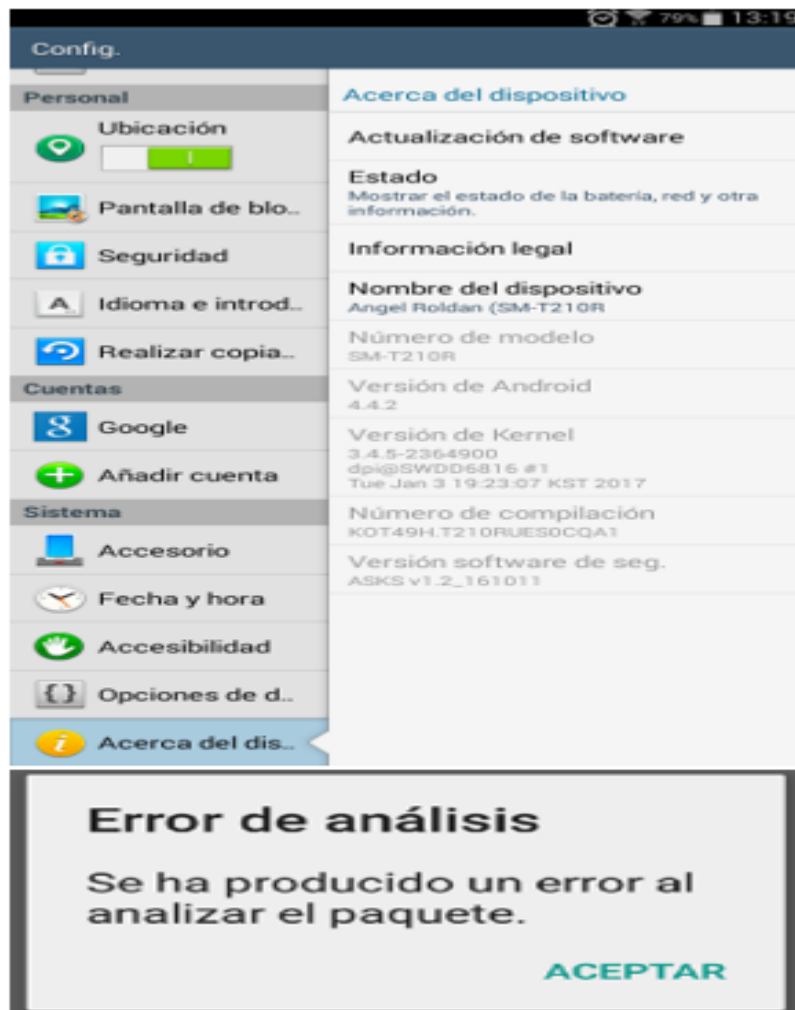 79% 13:19
Config.
Personal
Ubicación
Pantalla de blo..
Seguridad
A Idioma e introd..
Realizar copia..
Cuentas
8 Google
Añadir cuenta
Sistema
Accesorio
Fecha y hora
Accesibilidad
{} Opciones de d..
i Acerca del dis..
Acerca del dispositivo
Actualización de software
Estado
Mostrar el estado de la batería, red y otra
información.
Información legal
Nombre del dispositivo
Angel Roldan (SM-T210R
Número de modelo
SM-T210R
Versión de Android
4.4.2
Versión de Kernel
3.4.5-2364900
dpi@SWDD6816 #1
Tue Jan 3 19:23:07 KST 2017
Número de compilación
KOT49H.T210RUES0CQA1
Versión software de seg.
ASKS v1.2_161011
Error de análisis
Se ha producido un error al
analizar el paquete.
ACEPTAR